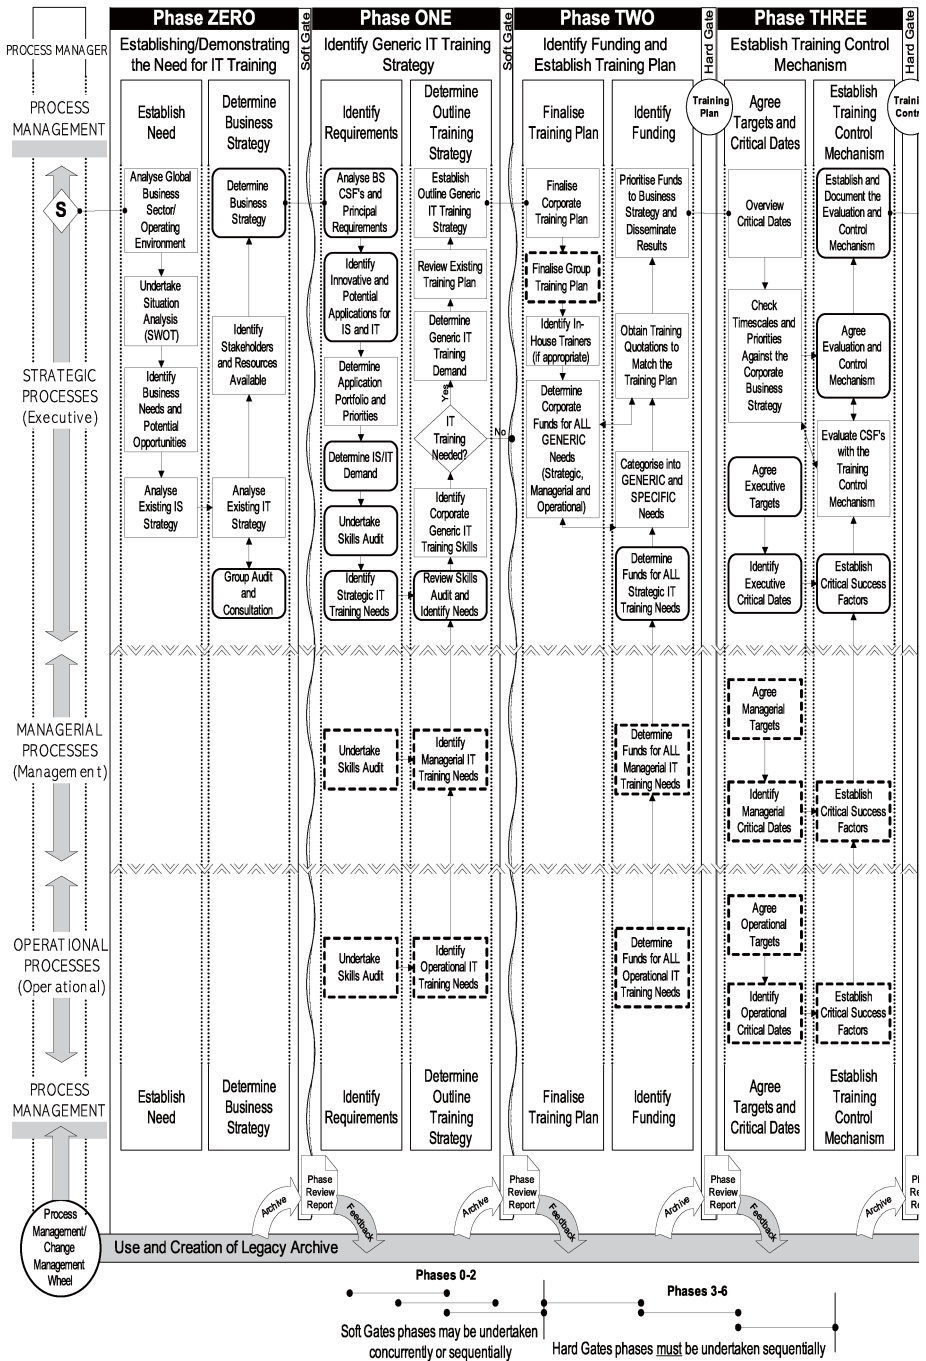 Phase ZERO
Phase ONE
Phase TWO
Phase THREE
PROCESS MANAGER
Establishing/Demonstrating
the Need for IT Training
Soft Gate
Identify Generic IT Training
Strategy
Soft Gate
Identify Funding and
Establish Training Plan
Hard Gate
Establish Training Control
Mechanism
Hard Gate
PROCESS
MANAGEMENT
Establish
Need
Determine
Business
Strategy
Identify
Requirements
Determine
Outline
Training
Strategy
Finalise
Training Plan
Identify
Funding
Training
Plan
Agree
Targets and
Critical Dates
Establish
Training
Control
Mechanism
Traini
Contr
S
STRATEGIC
PROCESSES
(Executive)
Analyse Global
Business
Sector/
Operating
Environment
Undertake
Situation
Analysis
(SWOT)
Identify
Business
Needs and
Potential
Opportunities
Analyse
Existing IS
Strategy
Determine
Business
Strategy
Identify
Stakeholders
and Resources
Available
Analyse
Existing IT
Strategy
Group Audit
and
Consultation
Analyse BS
CSF's and
Principal
Requirements
Identify
Innovative and
Potential
Applications for
IS and IT
Determine
Application
Portfolio and
Priorities
Determine IS/IT
Demand
Undertake
Skills Audit
Identify
Strategic IT
Training Needs
Establish
Outline Generic
IT Training
Strategy
Review Existing
Training Plan
Determine
Generic IT
Training
Demand
Yes
IT
Training
Needed?
No
Identify
Corporate
Generic IT
Training Skills
Review Skills
Audit and
Identify Needs
Finalise
Corporate
Training Plan
Finalise Group
Training Plan
Identify In-
House Trainers
(if appropriate)
Determine
Corporate
Funds for ALL
GENERIC
Needs
(Strategic,
Managerial and
Operational)
Prioritise Funds
to Business
Strategy and
Disseminate
Results
Obtain Training
Quotations to
Match the
Training Plan
Categorise into
GENERIC and
SPECIFIC
Needs
Determine
Funds for ALL
Strategic IT
Training Needs
Overview
Critical Dates
Check
Timescales and
Priorities
Against the
Corporate
Business
Strategy
Agree
Executive
Targets
Identify
Executive
Critical Dates
Establish and
Document the
Evaluation and
Control
Mechanism
Agree
Evaluation and
Control
Mechanism
Evaluate CSF's
with the
Training
Control
Mechanism
Establish
Critical Success
Factors
MANAGERIAL
PROCESSES
(Management)
Undertake
Skills Audit
Identify
Managerial IT
Training Needs
Determine
Funds for ALL
Managerial IT
Training Needs
Agree
Managerial
Targets
Identify
Managerial
Critical Dates
Establish
Critical Success
Factors
OPERATIONAL
PROCESSES
(Operational)
Undertake
Skills Audit
Identify
Operational IT
Training Needs
Determine
Funds for ALL
Operational IT
Training Needs
Agree
Operational
Targets
Identify
Operational
Critical Dates
Establish
Critical Success
Factors
PROCESS
MANAGEMENT
Establish
Need
Determine
Business
Strategy
Identify
Requirements
Determine
Outline
Training
Strategy
Finalise
Training Plan
Identify
Funding
Agree
Targets and
Critical Dates
Establish
Training
Control
Mechanism
Archive
Phase
Review
Report
Feedback
Archive
Phase
Review
Report
Feedback
Archive
Phase
Review
Report
Feedback
Archive
Process
Management/
Change
Management
Wheel
Use and Creation of Legacy Archive
Phases 0-2
Phases 3-6
Soft Gates phases may be undertaken
concurrently or sequentially
Hard Gates phases must be undertaken sequentially